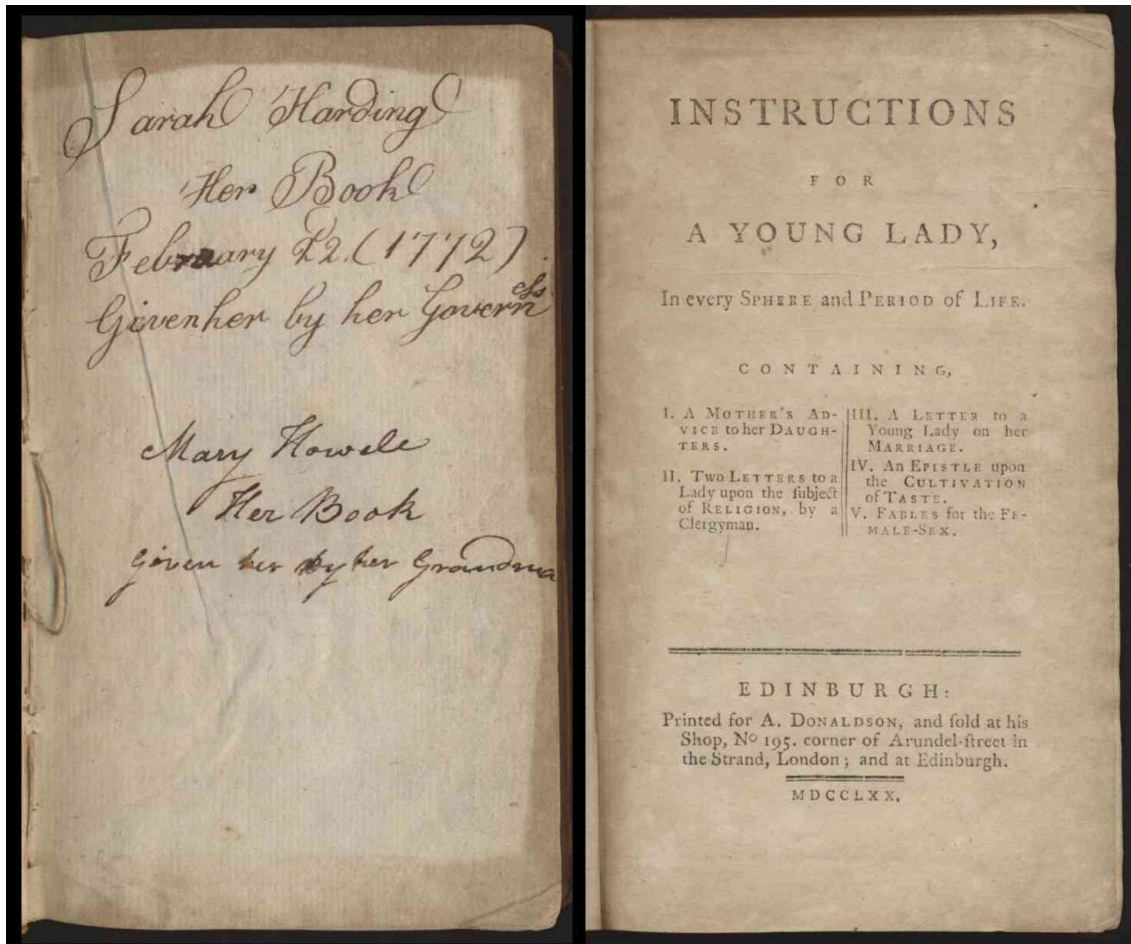 Sarah Harding
Her Book
February 22. (1772)
Given her by her Governess
Mary Howele
Her Book
Given her by her Grandma
INSTRUCTIONS
FOR
A YOUNG LADY,
In every SPHERE and PERIOD of LIFE.
CONTAINING,
I. A MOTHER'S AD-
VICE to her DAUGH-
TERS.
II. TWO LETTERS to a
Lady upon the ſubject
of RELIGION, by a
Clergyman.
III. A LETTER to a
Young Lady on her
MARRIAGE.
IV. An EPISTLE upon
the CULTIVATION
of TASTE.
V. FABLES for the FE-
MALE-SEX.
EDINBURGH:
Printed for A. DONALDSON, and ſold at his
Shop, No 195. corner of Arundel-ſtreet in
the Strand, London; and at Edinburgh.
MDCCLXX.